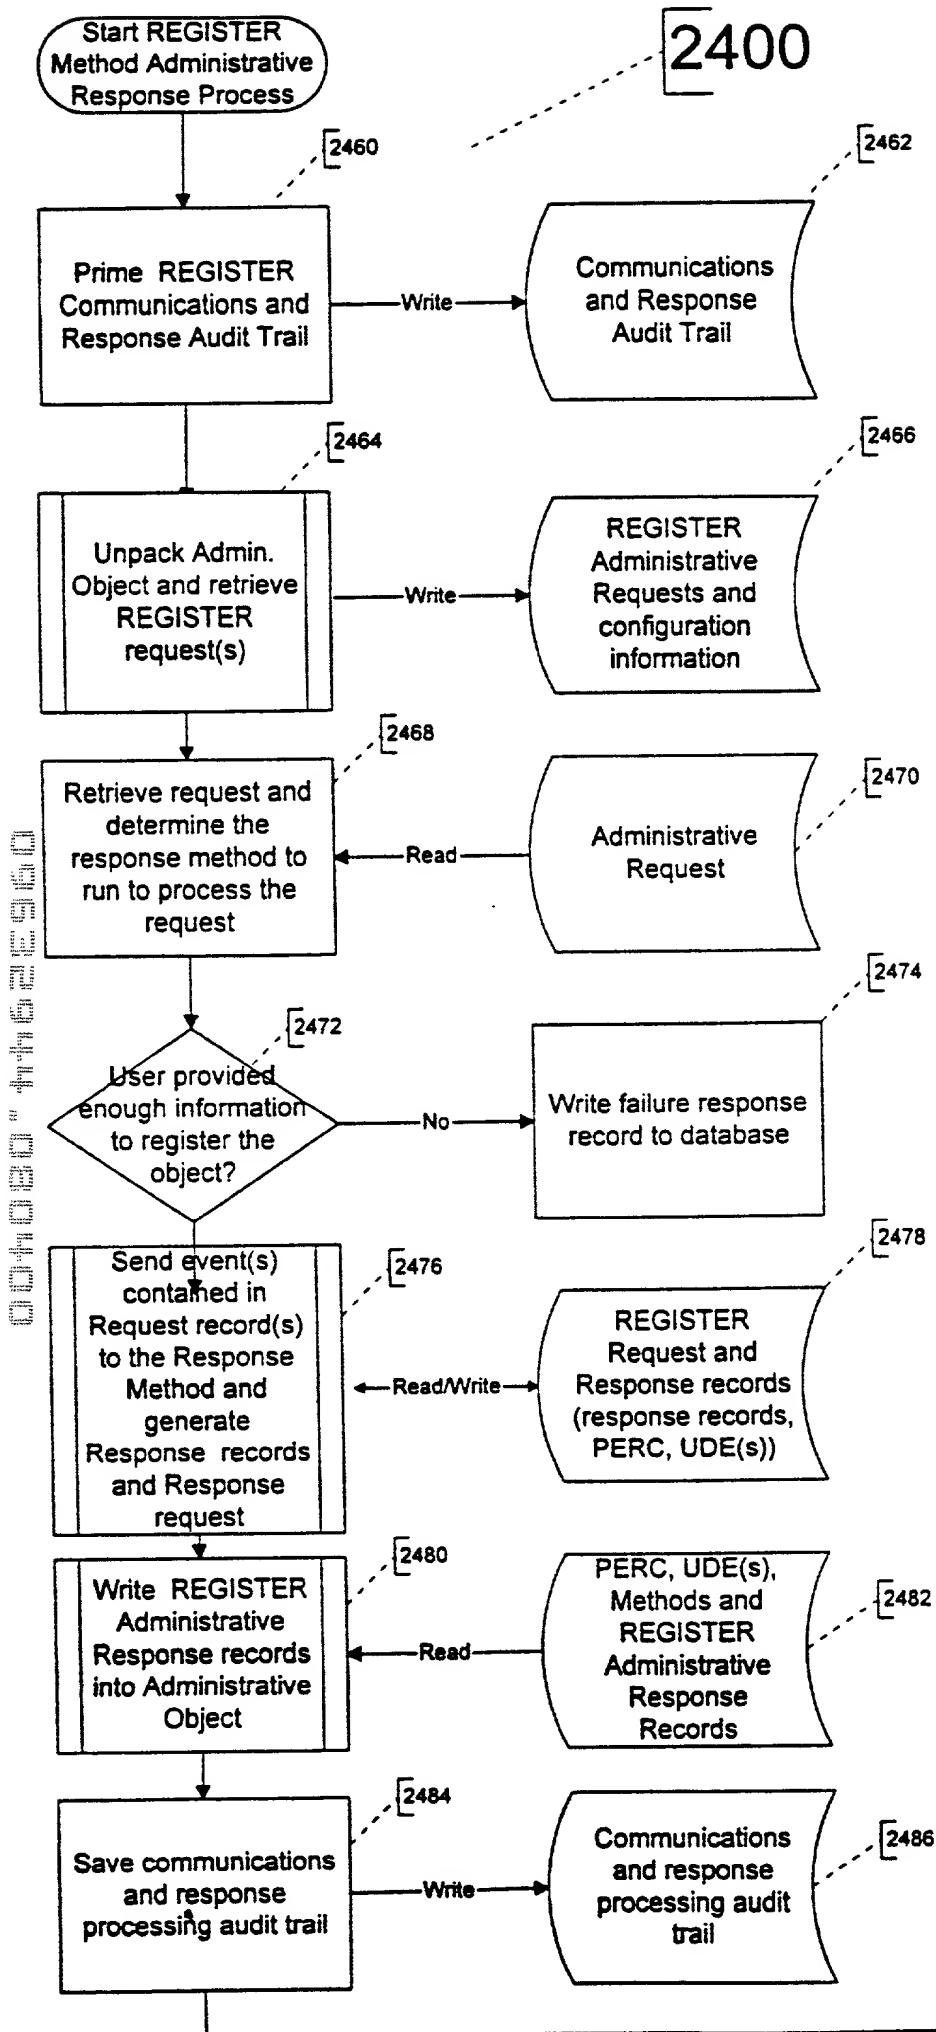 Start REGISTER
Method Administrative
Response Process
2400
2460
2462
Prime REGISTER
Communications and
Response Audit Trail
Write
Communications
and Response
Audit Trail
2464
2466
Unpack Admin.
Object and retrieve
REGISTER
request(s)
Write
REGISTER
Administrative
Requests and
configuration
information
2468
2470
Retrieve request and
determine the
response method to
run to process the
request
Read
Administrative
Request
2472
2474
User provided
enough information
to register the
object?
No
Write failure response
record to database
2476
2478
Send event(s)
contained in
Request record(s)
to the Response
Method and
generate
Response records
and Response
request
Read/Write
REGISTER
Request and
Response records
(response records,
PERC, UDE(s))
2480
2482
Write REGISTER
Administrative
Response records
into Administrative
Object
Read
PERC, UDE(s),
Methods and
REGISTER
Administrative
Response
Records
2484
2486
Save communications
and response
processing audit trail
Write
Communications
and response
processing audit
trail